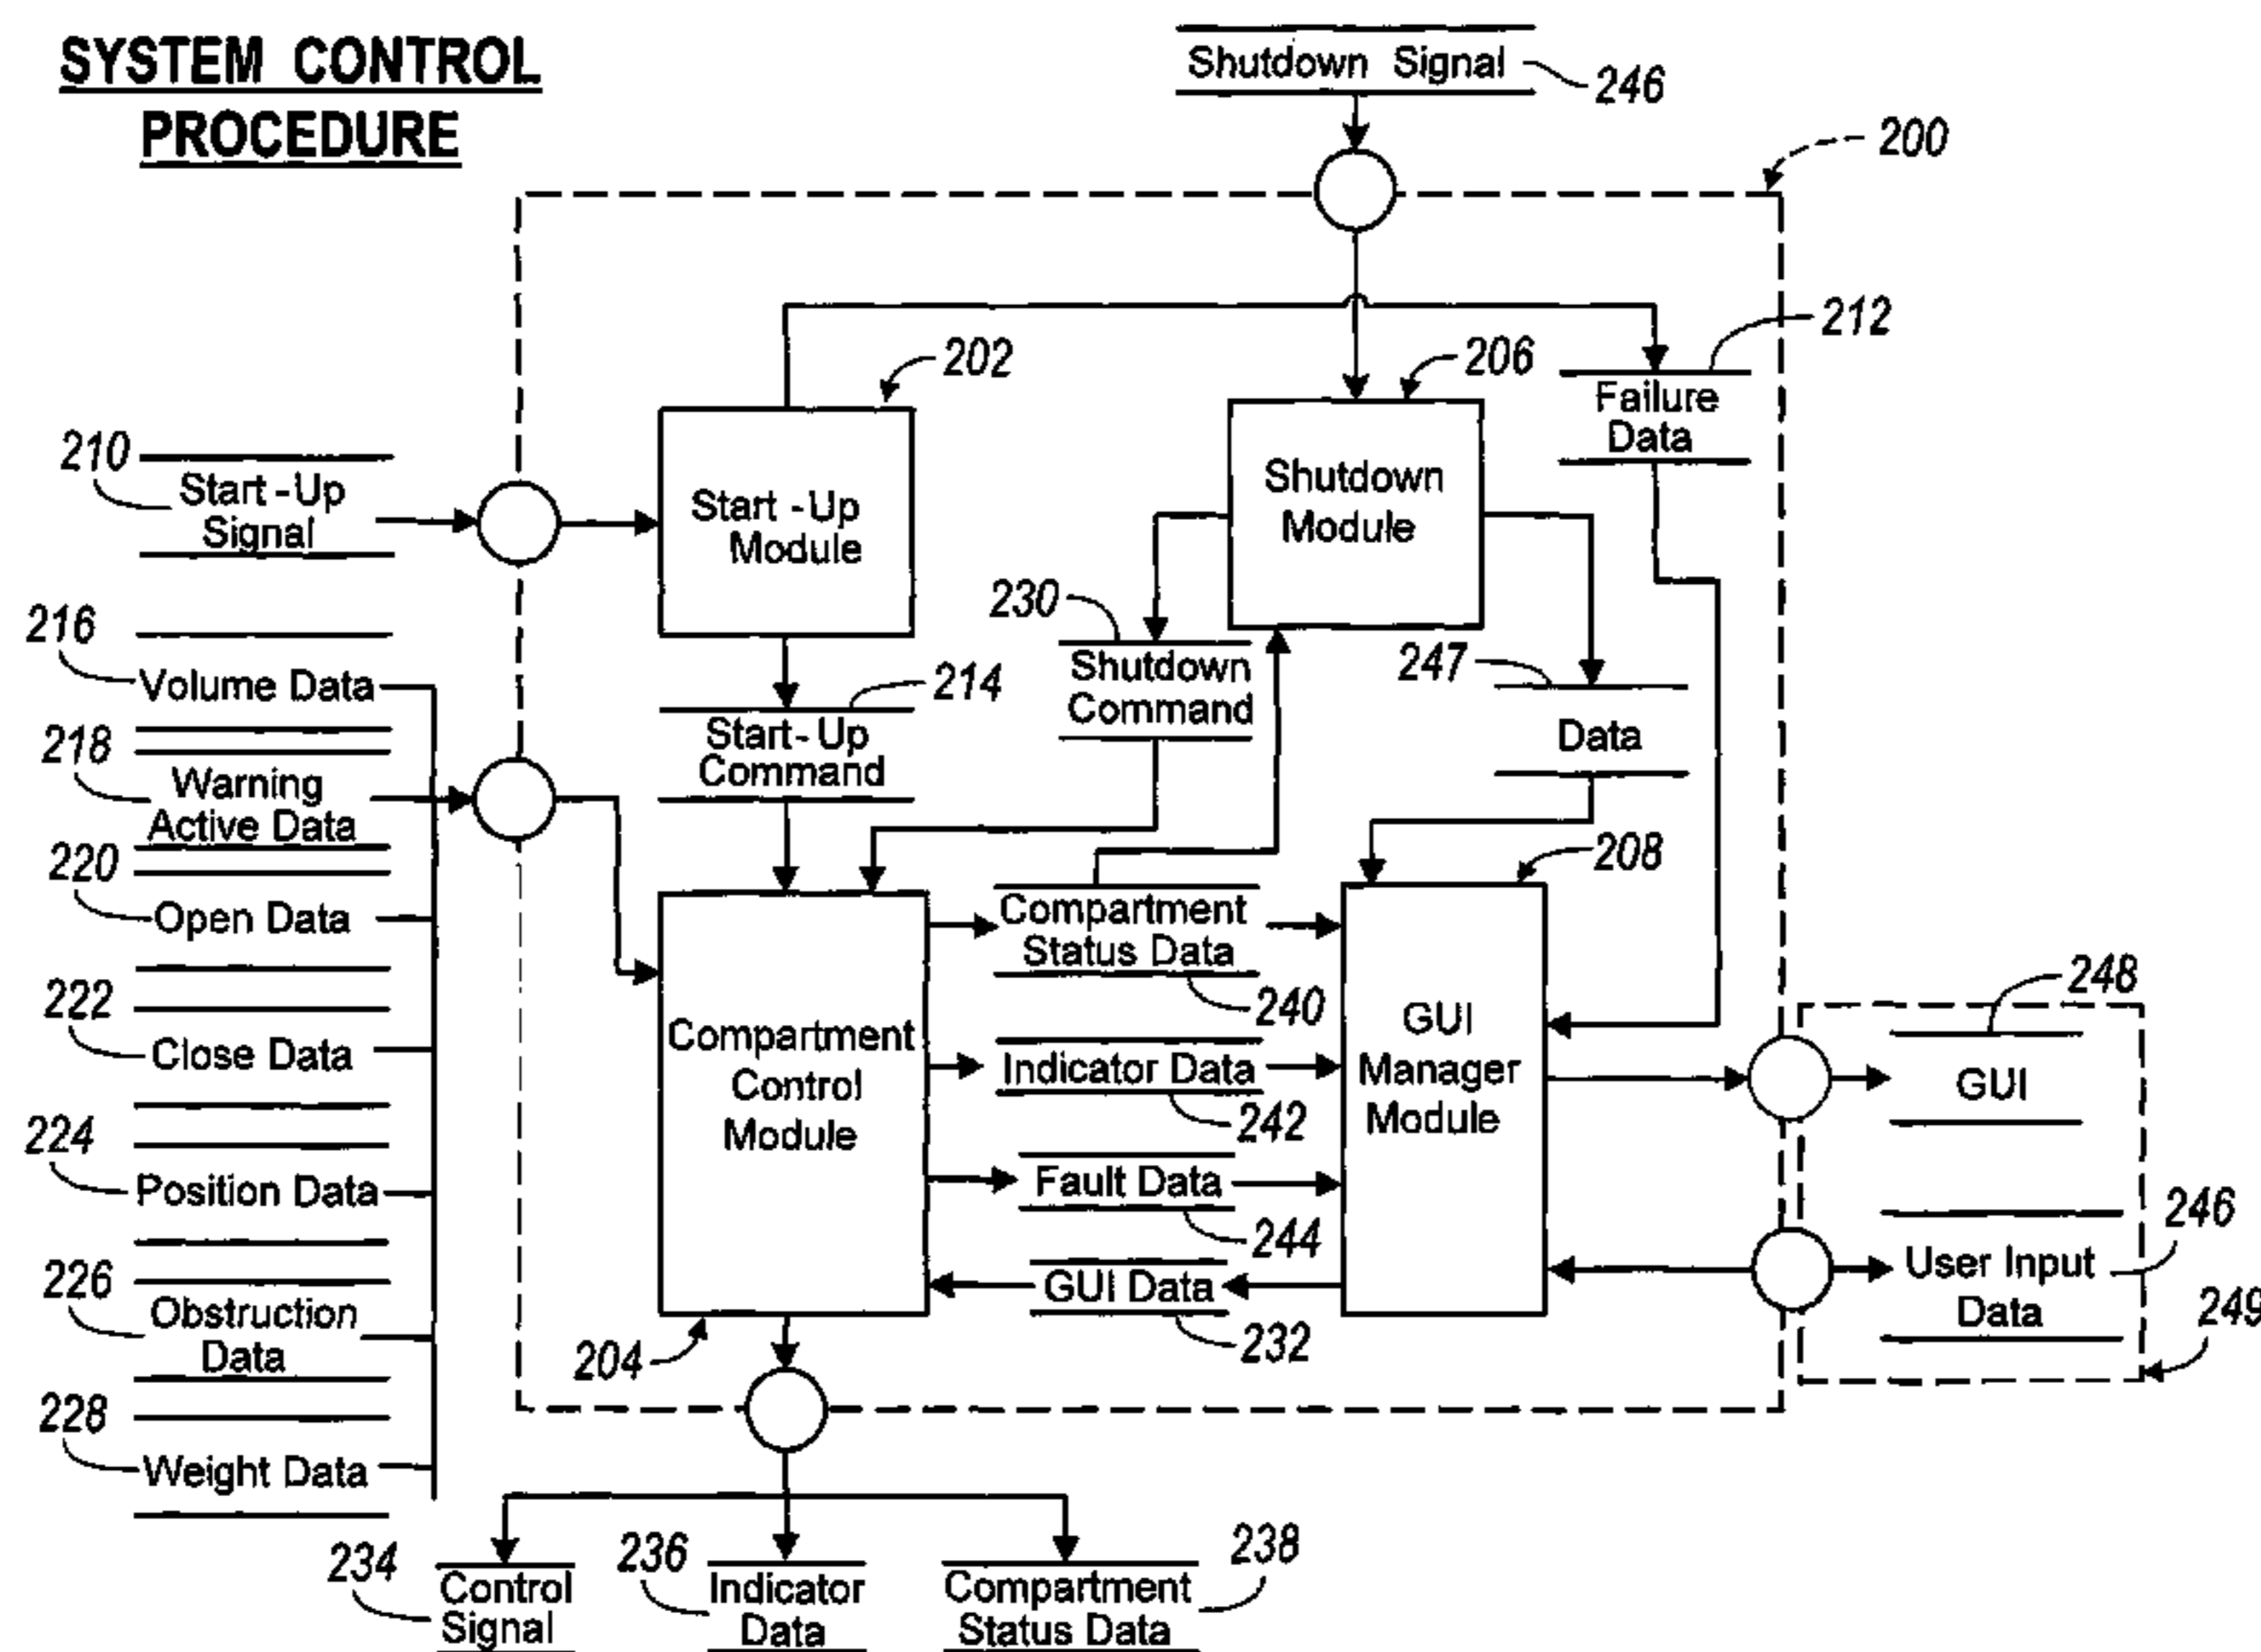 SYSTEM CONTROL
PROCEDURE
Shutdown Signal
246
200
212
202
206
Failure
Data
210
Start-Up
Signal
Start-Up
Module
Shutdown
Module
216
Volume Data
230
Shutdown
Command
247
Data
214
Start-Up
Command
218
Warning
Active Data
220
Open Data
208
Compartment
Status Data
240
222
Close Data
Compartment
Control
Module
Indicator Data
242
GUI
Manager
Module
248
GUI
224
Position Data
Fault Data
244
246
User Input
Data
226
Obstruction
Data
GUI Data
232
249
204
228
Weight Data
234
Control
Signal
236
Indicator
Data
238
Compartment
Status Data